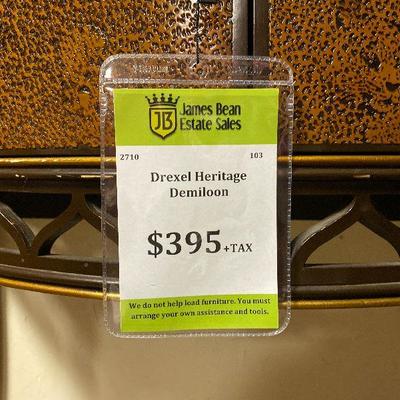 JB
James Bean
Estate Sales
2710 103
Drexel Heritage
Demiloon
$395+TAX
We do not help load furniture. You must
arrange your own assistance and tools.